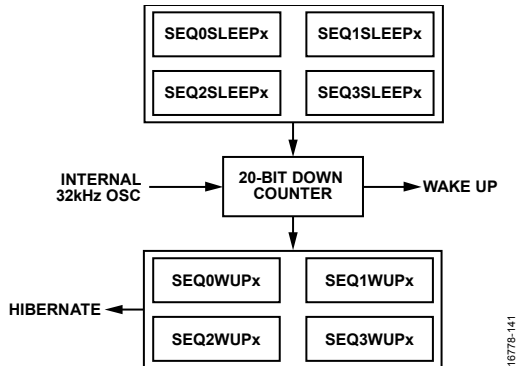 SEQ0SLEEPx
SEQ1SLEEPx
SEQ2SLEEPx
SEQ3SLEEPx
INTERNAL
32kHz OSC
20-BIT DOWN
COUNTER
WAKE UP
SEQ0WUPx
SEQ1WUPx
HIBERNATE
SEQ2WUPx
SEQ3WUPx
16778-141